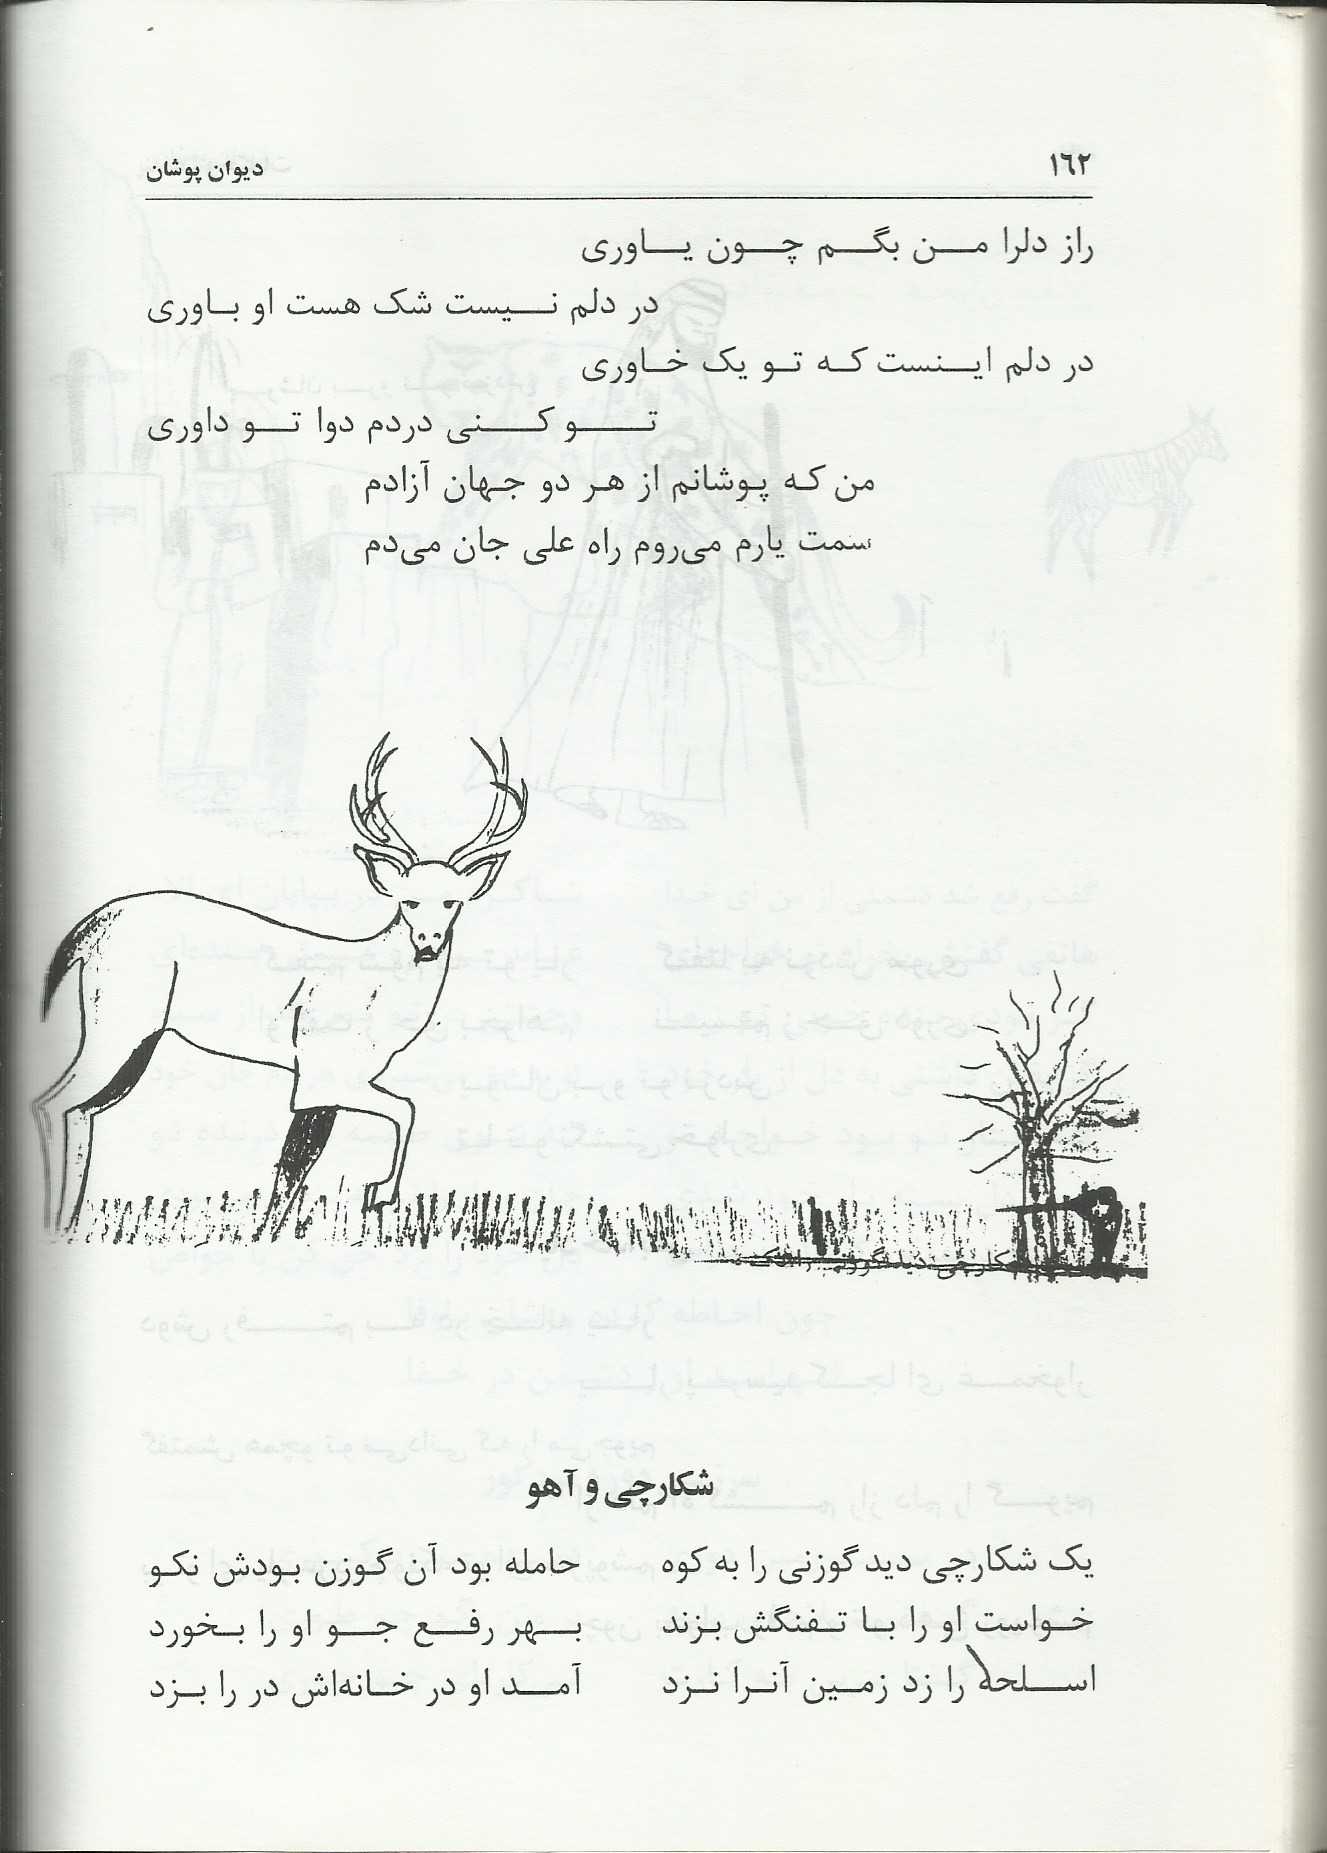 ۱۶۲ دیوان پوشان
راز دلرا من بگم چون یاوری
در دلم نیست شک هست او باوری
در دلم اینست که تو یک خاوری
تو کنی دردم دوا تو داوری
من که پوشانم از هر دو جهان آزادم
سمت یارم می‌روم راه علی جان می‌دم
شکارچی دید گوزنی را
شکارچی و آهو
یک شکارچی دید گوزنی را به کوه حامله بود آن گوزن بودش نکو
خواست او را با تفنگش بزند بهر رفع جو او را بخورد
اسلحه را زد زمین آنرا نزد آمد او در خانه‌اش در را بزد